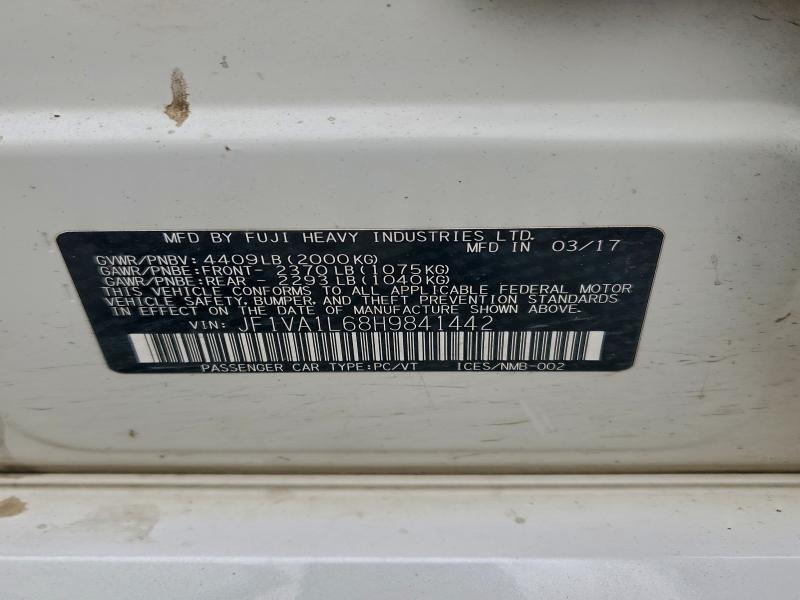 MFD BY FUJI HEAVY INDUSTRIES LTD.
MFD IN 03/17
GVWR/PNBV: 4409LB(2000KG)
GAWR/PNBE:FRONT- 2370LB(1075KG)
GAWR/PNBE:REAR - 2293LB(1040KG)
THIS VEHICLE CONFORMS TO ALL APPLICABLE FEDERAL MOTOR
VEHICLE SAFETY, BUMPER, AND THEFT PREVENTION STANDARDS
IN EFFECT ON THE DATE OF MANUFACTURE SHOWN ABOVE.
VIN: JF1VA1L68H9841442
PASSENGER CAR TYPE:PC/VT ICES/NMB-002